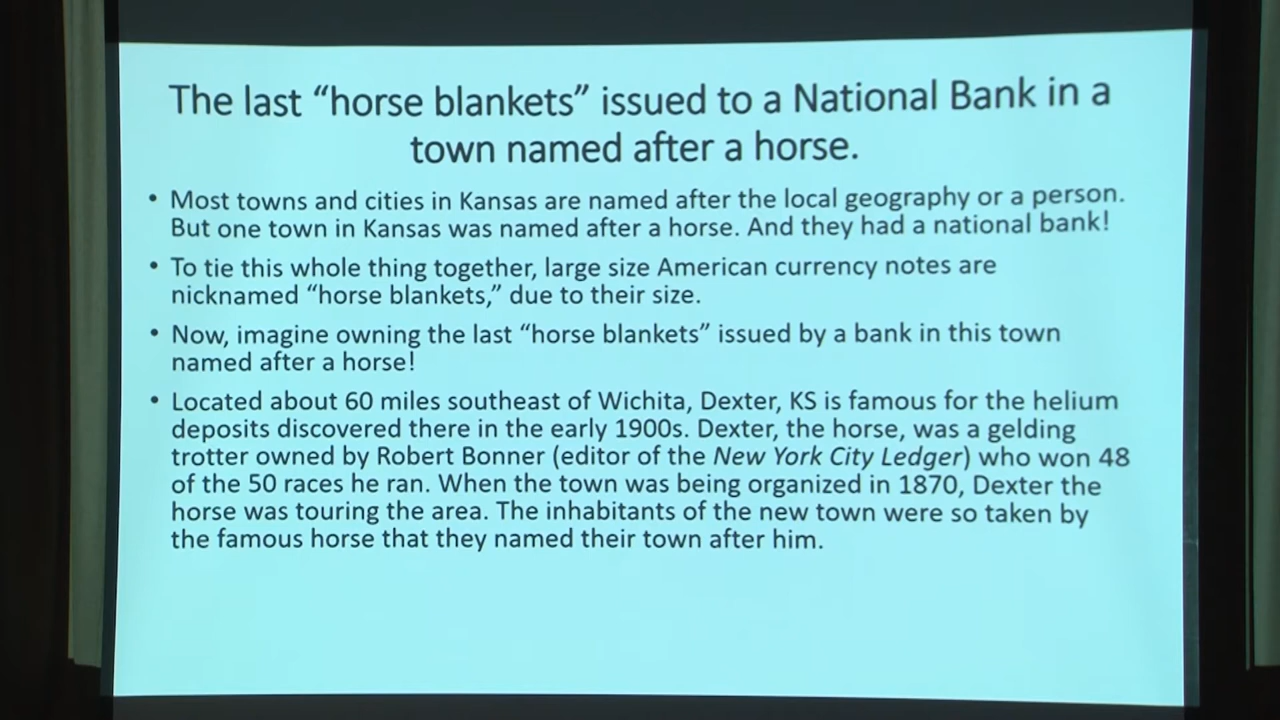 The last “horse blankets” issued to a National Bank in a
town named after a horse.
• Most towns and cities in Kansas are named after the local geography or a person.
But one town in Kansas was named after a horse. And they had a national bank!
• To tie this whole thing together, large size American currency notes are
nicknamed “horse blankets,” due to their size.
• Now, imagine owning the last “horse blankets” issued by a bank in this town
named after a horse!
• Located about 60 miles southeast of Wichita, Dexter, KS is famous for the helium
deposits discovered there in the early 1900s. Dexter, the horse, was a gelding
trotter owned by Robert Bonner (editor of the New York City Ledger) who won 48
of the 50 races he ran. When the town was being organized in 1870, Dexter the
horse was touring the area. The inhabitants of the new town were so taken by
the famous horse that they named their town after him.